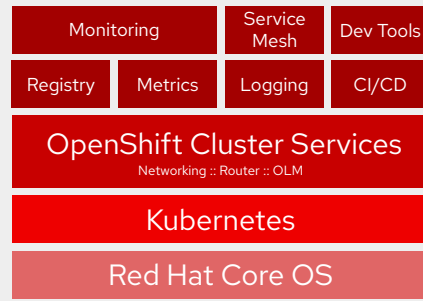 Monitoring
Service
Mesh
Dev Tools
Registry
Metrics
Logging
CI/CD
OpenShift Cluster Services
Networking :: Router :: OLM
Kubernetes
Red Hat Core OS